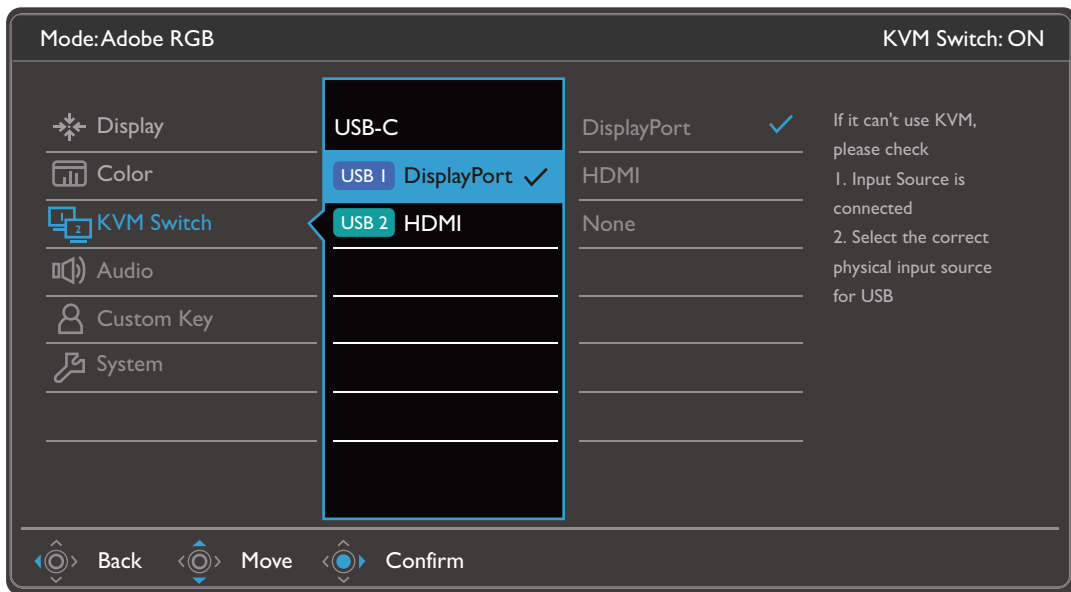 Mode: Adobe RGB
KVM Switch: ON
Display
Color
KVM Switch
Audio
Custom Key
System
USB-C
USB 1 DisplayPort
USB 2 HDMI
DisplayPort
HDMI
None
If it can't use KVM,
please check
1. Input Source is
connected
2. Select the correct
physical input source
for USB
Back
Move
Confirm